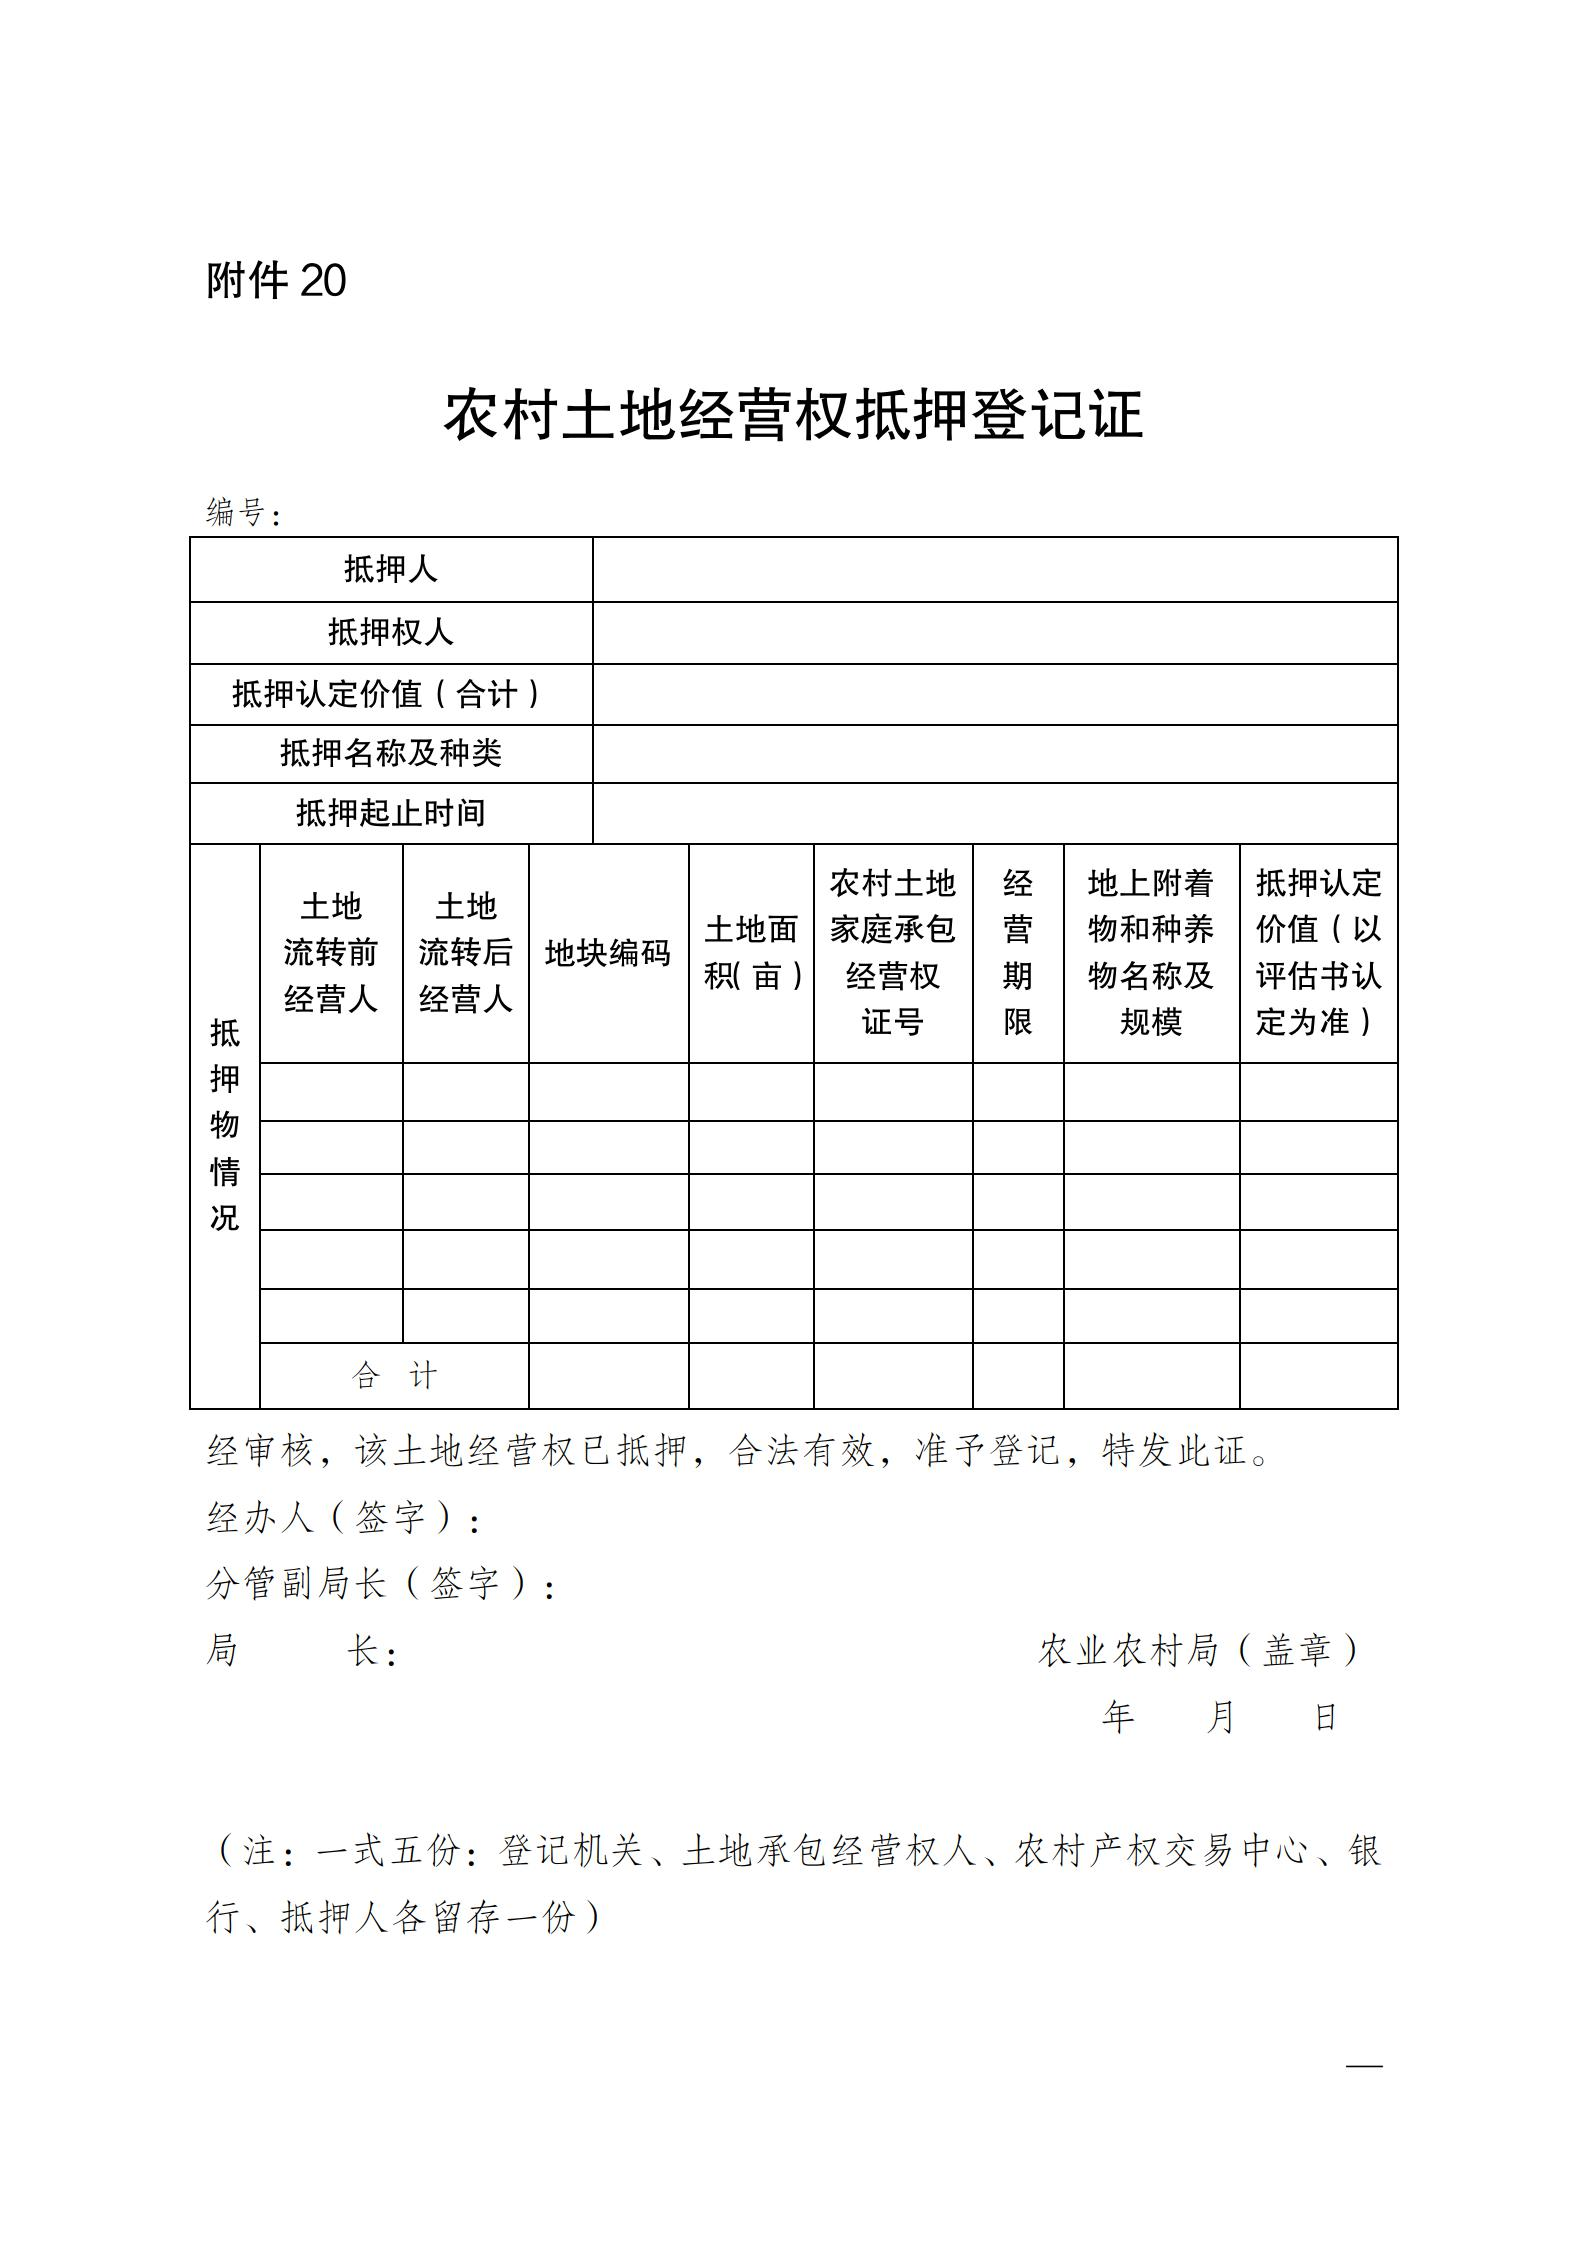 附件 20
农村土地经营权抵押登记证
编号：
抵押人
抵押权人
抵押认定价值（合计）
抵押名称及种类
抵押起止时间
抵押物情况
土地
流转前
经营人
土地
流转后
经营人
地块编码
土地面
积（亩）
农村土地
家庭承包
经营权
证号
经
营
期
限
地上附着
物和种养
物名称及
规模
抵押认定
价值（以
评估书认
定为准）
合 计
经审核，该土地经营权已抵押，合法有效，准予登记，特发此证。
经办人（签字）：
分管副局长（签字）：
局 长： 农业农村局（盖章）
年 月 日
（注：一式五份：登记机关、土地承包经营权人、农村产权交易中心、银
行、抵押人各留存一份）
—